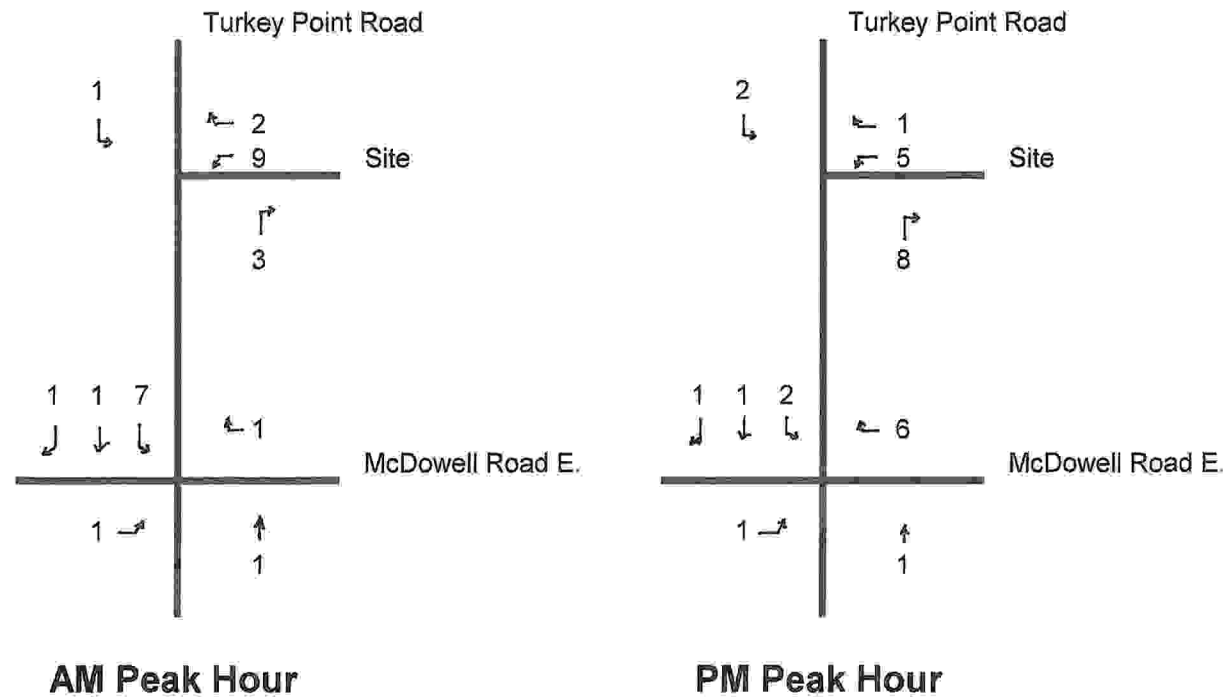 Turkey Point Road
1
2
9
Site
3
1 1 7
1
McDowell Road E.
1
1
AM Peak Hour
Turkey Point Road
2
1
5
Site
8
1 1 2
6
McDowell Road E.
1
1
PM Peak Hour